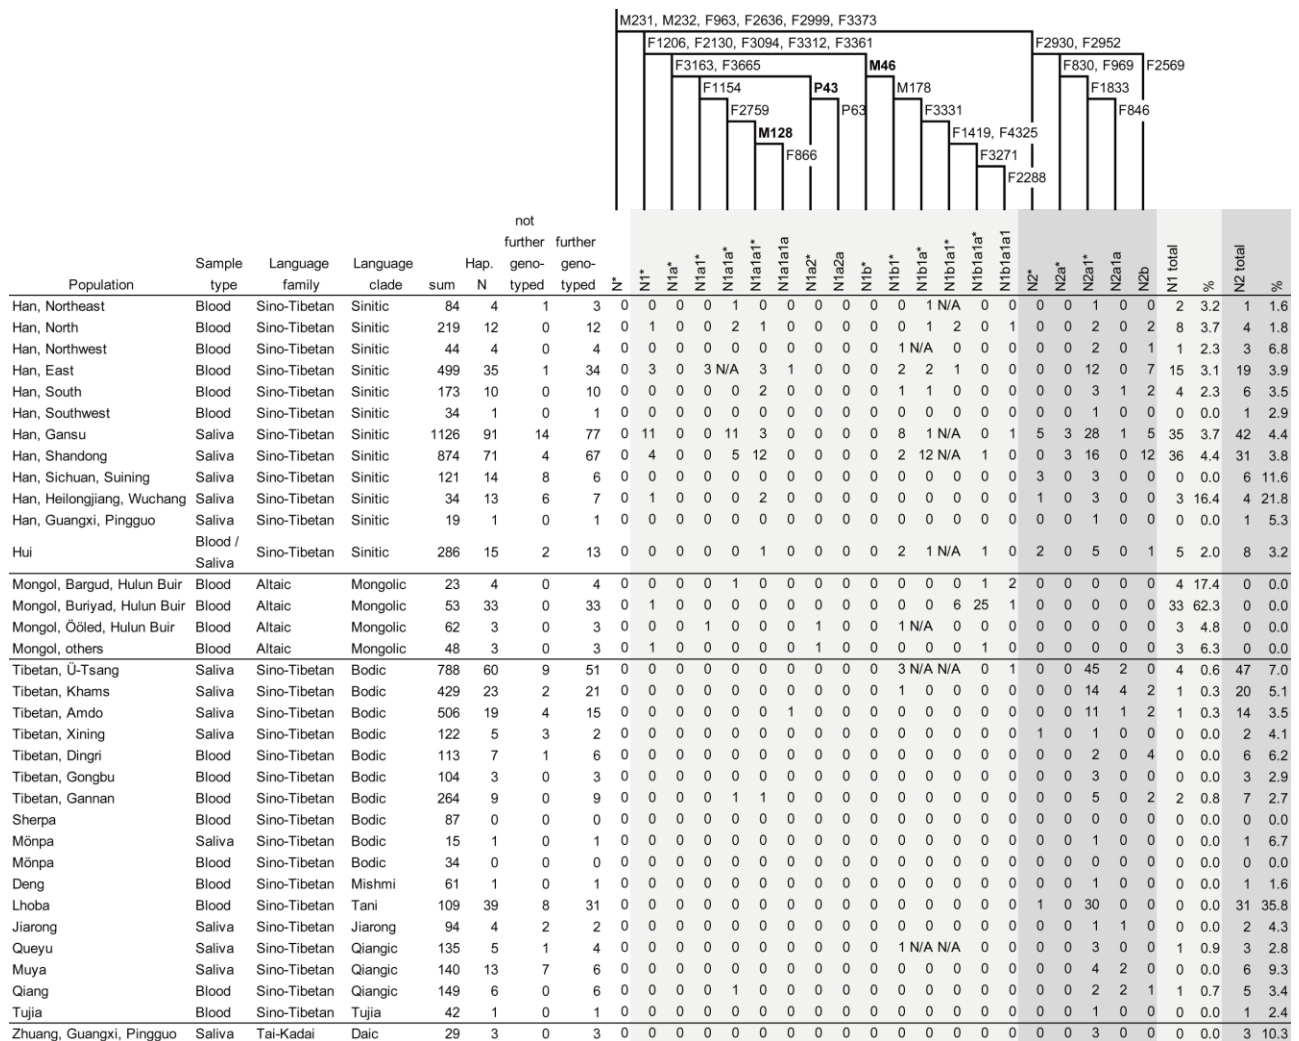 M231, M232, F963, F2636, F2999, F3373
F1206, F2130, F3094, F3312, F3361 F2930, F2952
F3163, F3665 M46 F830, F969 F2569
F1154 P43 M178 F1833
F2759 P63 F3331 F846
M128 F1419, F4325
F866 F3271
F2288
Population Sample type Language family Language clade sum Hap. N not further geno- typed further geno- typed N* N1* N1a* N1a1* N1a1a* N1a1a1* N1a1a1a N1a2* N1a2a N1b* N1b1* N1b1a* N1b1a1* N1b1a1a* N1b1a1a1 N2* N2a* N2a1* N2a1a N2b N1 total % N2 total %
Han, Northeast Blood Sino-Tibetan Sinitic 84 4 1 3 0 0 0 0 1 0 0 0 0 0 0 1 N/A 0 0 0 0 1 0 0 2 3.2 1 1.6
Han, North Blood Sino-Tibetan Sinitic 219 12 0 12 0 1 0 0 2 1 0 0 0 0 0 1 2 0 1 0 0 2 0 2 8 3.7 4 1.8
Han, Northwest Blood Sino-Tibetan Sinitic 44 4 0 4 0 0 0 0 0 0 0 0 0 0 1 N/A 0 0 0 0 0 2 0 1 1 2.3 3 6.8
Han, East Blood Sino-Tibetan Sinitic 499 35 1 34 0 3 0 3 N/A 3 1 0 0 0 2 2 1 0 0 0 0 12 0 7 15 3.1 19 3.9
Han, South Blood Sino-Tibetan Sinitic 173 10 0 10 0 0 0 0 0 2 0 0 0 0 1 1 0 0 0 0 0 3 1 2 4 2.3 6 3.5
Han, Southwest Blood Sino-Tibetan Sinitic 34 1 0 1 0 0 0 0 0 0 0 0 0 0 0 0 0 0 0 0 0 1 0 0 0 0.0 1 2.9
Han, Gansu Saliva Sino-Tibetan Sinitic 1126 91 14 77 0 11 0 0 11 3 0 0 0 0 8 1 N/A 0 1 5 3 28 1 5 35 3.7 42 4.4
Han, Shandong Saliva Sino-Tibetan Sinitic 874 71 4 67 0 4 0 0 5 12 0 0 0 0 2 12 N/A 1 0 0 3 16 0 12 36 4.4 31 3.8
Han, Sichuan, Suining Saliva Sino-Tibetan Sinitic 121 14 8 6 0 0 0 0 0 0 0 0 0 0 0 0 0 0 0 3 0 3 0 0 0 0.0 6 11.6
Han, Heilongjiang, Wuchang Saliva Sino-Tibetan Sinitic 34 13 6 7 0 1 0 0 0 2 0 0 0 0 0 0 0 0 0 1 0 3 0 0 3 16.4 4 21.8
Han, Guangxi, Pingguo Saliva Sino-Tibetan Sinitic 19 1 0 1 0 0 0 0 0 0 0 0 0 0 0 0 0 0 0 0 0 1 0 0 0 0.0 1 5.3
Hui Blood / Saliva Sino-Tibetan Sinitic 286 15 2 13 0 0 0 0 0 1 0 0 0 0 2 1 N/A 1 0 2 0 5 0 1 5 2.0 8 3.2
Mongol, Bargud, Hulun Buir Blood Altaic Mongolic 23 4 0 4 0 0 0 0 1 0 0 0 0 0 0 0 0 1 2 0 0 0 0 0 4 17.4 0 0.0
Mongol, Buriyad, Hulun Buir Blood Altaic Mongolic 53 33 0 33 0 1 0 0 0 0 0 0 0 0 0 0 6 25 1 0 0 0 0 0 33 62.3 0 0.0
Mongol, Ööled, Hulun Buir Blood Altaic Mongolic 62 3 0 3 0 0 0 1 0 0 0 1 0 0 1 N/A 0 0 0 0 0 0 0 0 3 4.8 0 0.0
Mongol, others Blood Altaic Mongolic 48 3 0 3 0 1 0 0 0 0 0 1 0 0 0 0 0 1 0 0 0 0 0 0 3 6.3 0 0.0
Tibetan, Ü-Tsang Saliva Sino-Tibetan Bodic 788 60 9 51 0 0 0 0 0 0 0 0 0 0 3 N/A N/A 0 1 0 0 45 2 0 4 0.6 47 7.0
Tibetan, Khams Saliva Sino-Tibetan Bodic 429 23 2 21 0 0 0 0 0 0 0 0 0 0 1 0 0 0 0 0 0 14 4 2 1 0.3 20 5.1
Tibetan, Amdo Saliva Sino-Tibetan Bodic 506 19 4 15 0 0 0 0 0 0 1 0 0 0 0 0 0 0 0 0 0 11 1 2 1 0.3 14 3.5
Tibetan, Xining Saliva Sino-Tibetan Bodic 122 5 3 2 0 0 0 0 0 0 0 0 0 0 0 0 0 0 0 1 0 1 0 0 0 0.0 2 4.1
Tibetan, Dingri Blood Sino-Tibetan Bodic 113 7 1 6 0 0 0 0 0 0 0 0 0 0 0 0 0 0 0 0 0 2 0 4 0 0.0 6 6.2
Tibetan, Gongbu Blood Sino-Tibetan Bodic 104 3 0 3 0 0 0 0 0 0 0 0 0 0 0 0 0 0 0 0 0 3 0 0 0 0.0 3 2.9
Tibetan, Gannan Blood Sino-Tibetan Bodic 264 9 0 9 0 0 0 0 1 1 0 0 0 0 0 0 0 0 0 0 0 5 0 2 2 0.8 7 2.7
Sherpa Blood Sino-Tibetan Bodic 87 0 0 0 0 0 0 0 0 0 0 0 0 0 0 0 0 0 0 0 0 0 0 0 0 0.0 0 0.0
Mönpa Saliva Sino-Tibetan Bodic 15 1 0 1 0 0 0 0 0 0 0 0 0 0 0 0 0 0 0 0 0 1 0 0 0 0.0 1 6.7
Mönpa Blood Sino-Tibetan Bodic 34 0 0 0 0 0 0 0 0 0 0 0 0 0 0 0 0 0 0 0 0 0 0 0 0 0.0 0 0.0
Deng Blood Sino-Tibetan Mishmi 61 1 0 1 0 0 0 0 0 0 0 0 0 0 0 0 0 0 0 0 0 1 0 0 0 0.0 1 1.6
Lhoba Blood Sino-Tibetan Tani 109 39 8 31 0 0 0 0 0 0 0 0 0 0 0 0 0 0 0 1 0 30 0 0 0 0.0 31 35.8
Jiarong Saliva Sino-Tibetan Jiarong 94 4 2 2 0 0 0 0 0 0 0 0 0 0 0 0 0 0 0 0 0 1 1 0 0 0.0 2 4.3
Queyu Saliva Sino-Tibetan Qiangic 135 5 1 4 0 0 0 0 0 0 0 0 0 0 1 N/A N/A 0 0 0 0 3 0 0 1 0.9 3 2.8
Muya Saliva Sino-Tibetan Qiangic 140 13 7 6 0 0 0 0 0 0 0 0 0 0 0 0 0 0 0 0 0 4 2 0 0 0.0 6 9.3
Qiang Saliva Sino-Tibetan Qiangic 149 6 0 6 0 0 0 0 1 0 0 0 0 0 0 0 0 0 0 0 0 2 2 1 1 0.7 5 3.4
Tujia Blood Sino-Tibetan Tujia 42 1 0 1 0 0 0 0 0 0 0 0 0 0 0 0 0 0 0 0 0 1 0 0 0 0.0 1 2.4
Zhuang, Guangxi, Pingguo Saliva Tai-Kadai Daic 29 3 0 3 0 0 0 0 0 0 0 0 0 0 0 0 0 0 0 0 0 3 0 0 0 0.0 3 10.3